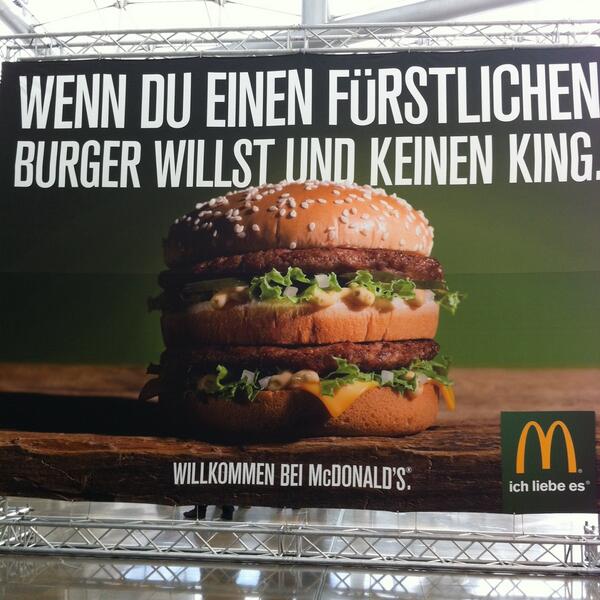 WENN DU EINEN FÜRSTLICHEN
BURGER WILLST UND KEINEN KING.
WILLKOMMEN BEI McDONALD'S®.
M®
ich liebe es®